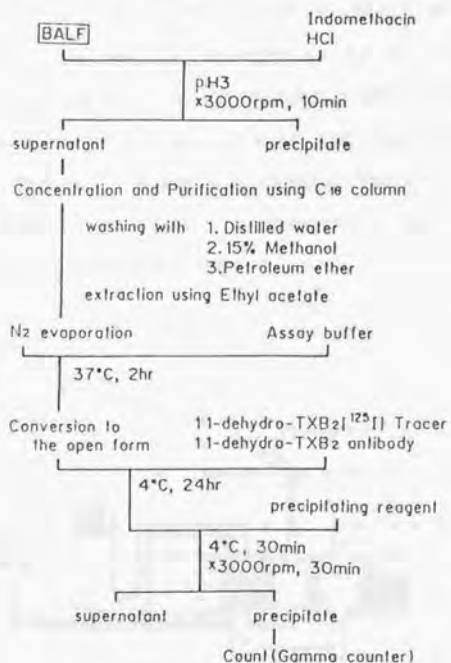 BALF
Indomethacin
HCl
pH3
x3000rpm, 10min
supernatant precipitate
Concentration and Purification using C18 column
washing with 1. Distilled water
2. 15% Methanol
3. Petroleum ether
extraction using Ethyl acetate
N2 evaporation Assay buffer
37°C, 2hr
Conversion to
the open form
11-dehydro-TXB2[125I] Tracer
11-dehydro-TXB2 antibody
4°C, 24hr
precipitating reagent
4°C, 30min
x3000rpm, 30min
supernatant precipitate
Count (Gamma counter)